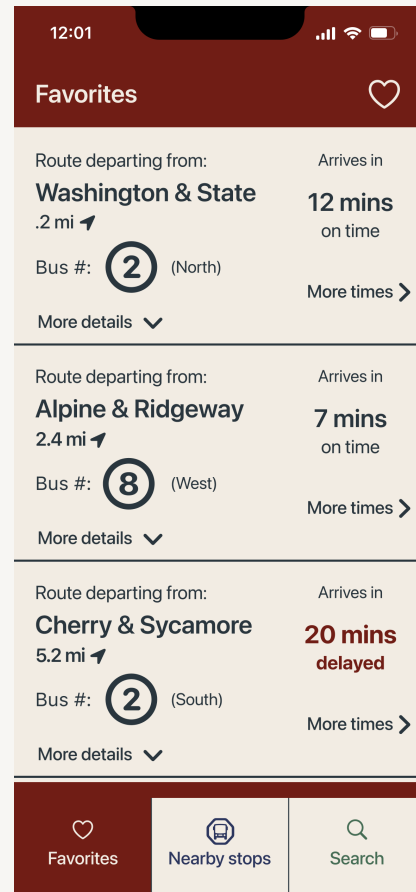 12:01
Favorites
Route departing from:
Arrives in
Washington & State
12 mins
.2 mi
on time
Bus #: 2 (North)
More times
More details
Route departing from:
Arrives in
Alpine & Ridgeway
7 mins
2.4 mi
on time
Bus #: 8 (West)
More times
More details
Route departing from:
Arrives in
Cherry & Sycamore
20 mins
5.2 mi
delayed
Bus #: 2 (South)
More times
More details
Favorites
Nearby stops
Search